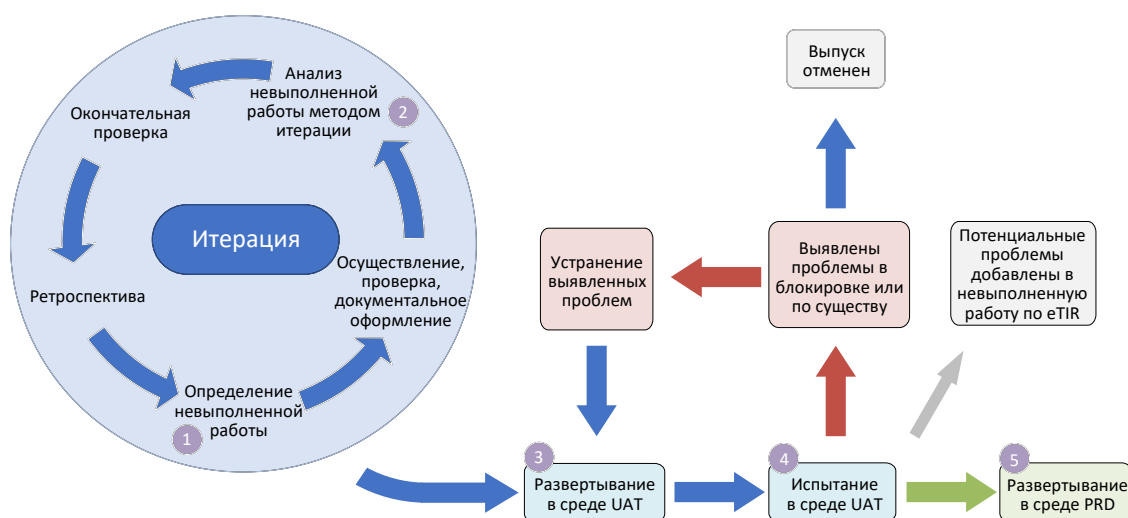 Анализ
невыполненной
работы методом
итерации
2
Окончательная
проверка
Итерация
Ретроспектива
Осуществление,
проверка,
документальное
оформление
Определение
невыполненной
работы
1
Выпуск
отменен
Устранение
выявленных
проблем
Выявлены
проблемы в
блокировке или
по существу
Потенциальные
проблемы
добавлены в
невыполненную
работу по eTIR
3
Развертывание
в среде UAT
4
Испытание
в среде UAT
5
Развертывание
в среде PRD